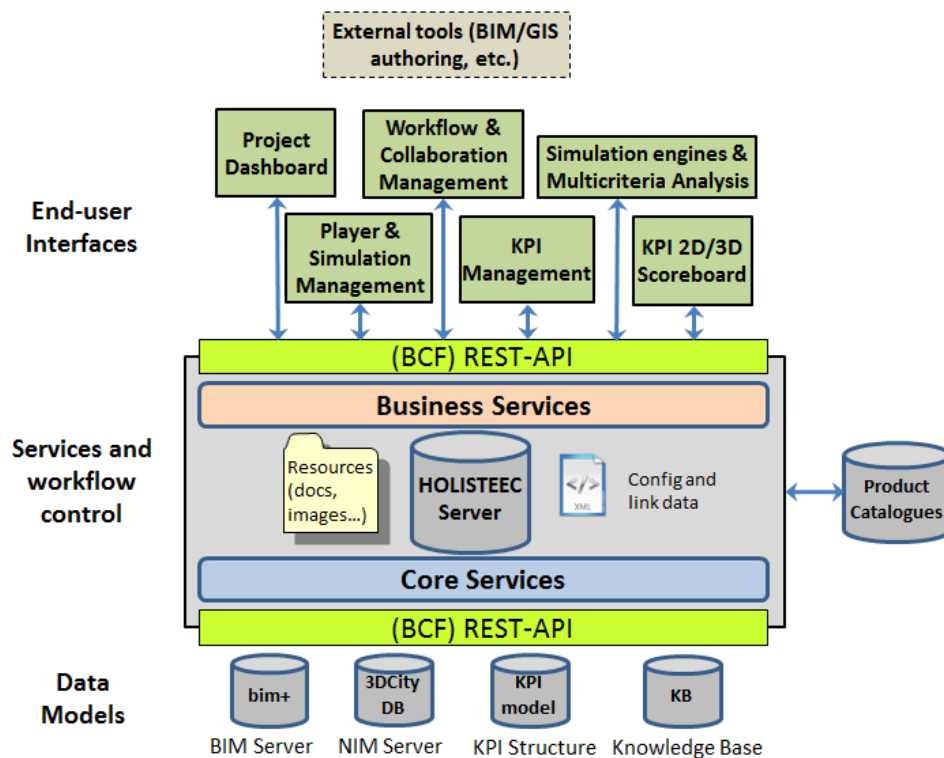 External tools (BIM/GIS
authoring, etc.)
Project
Dashboard
Workflow &
Collaboration
Management
Simulation engines &
Multicriteria Analysis
End-user
Interfaces
Player &
Simulation
Management
KPI
Management
KPI 2D/3D
Scoreboard
(BCF) REST-API
Business Services
Services and
workflow
control
Resources
(docs,
images...)
HOLISTEEC
Server
</>
XML
Config and
link data
Product
Catalogues
Core Services
(BCF) REST-API
Data
Models
bim+
3DCity
DB
KPI
model
KB
BIM Server
NIM Server
KPI Structure
Knowledge Base